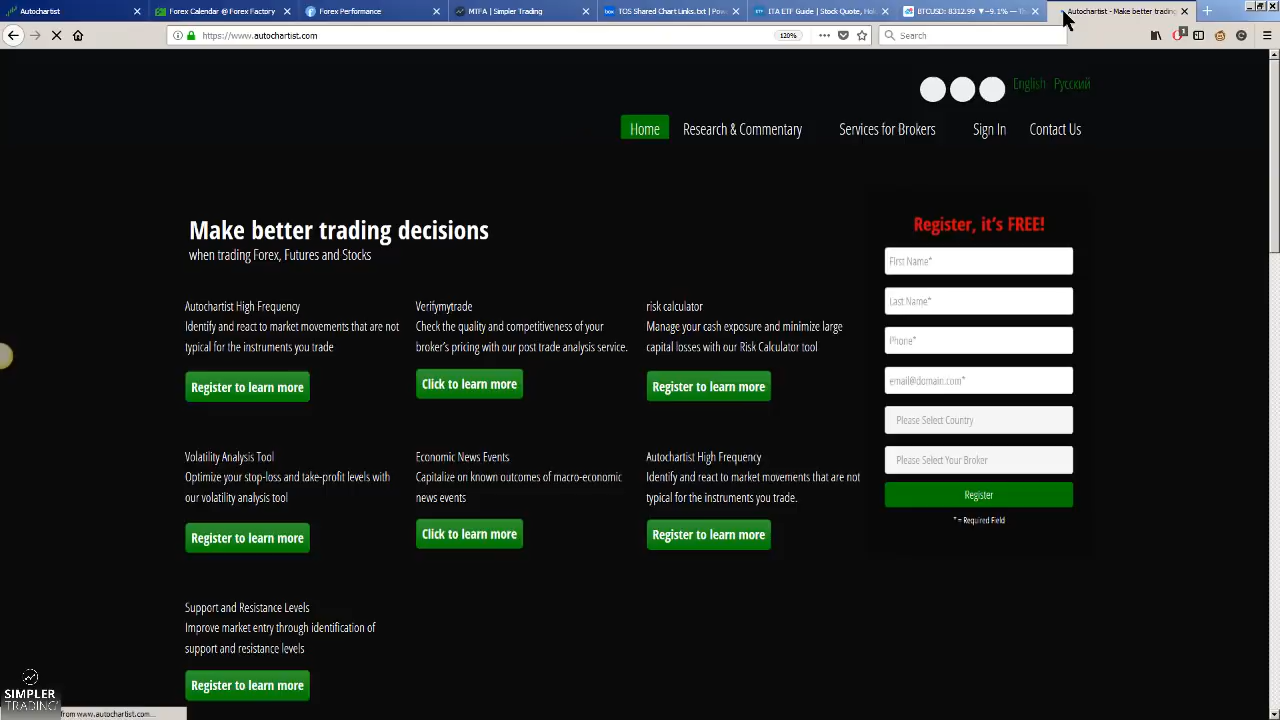 Autochartist
Forex Calendar @ Forex Factory
Forex Performance
MTFA | Simpler Trading
TOS Shared Chart Links.txt | Pow
ITA ETF Guide | Stock Quote, Ho
BTCUSD: 8312.99 ▼−9.1% — Th
Autochartist - Make better trading
https://www.autochartist.com
120%
Search
1
English Русский
Home Research & Commentary Services for Brokers Sign In Contact Us
Make better trading decisions
when trading Forex, Futures and Stocks
Autochartist High Frequency
Identify and react to market movements that are not
typical for the instruments you trade
Register to learn more
Verifymytrade
Check the quality and competitiveness of your
broker's pricing with our post trade analysis service.
Click to learn more
risk calculator
Manage your cash exposure and minimize large
capital losses with our Risk Calculator tool
Register to learn more
Volatility Analysis Tool
Optimize your stop-loss and take-profit levels with
our volatility analysis tool
Register to learn more
Economic News Events
Capitalize on known outcomes of macro-economic
news events
Click to learn more
Autochartist High Frequency
Identify and react to market movements that are not
typical for the instruments you trade.
Register to learn more
Support and Resistance Levels
Improve market entry through identification of
support and resistance levels
Register to learn more
Register, it's FREE!
First Name*
Last Name*
Phone*
email@domain.com*
Please Select Country
Please Select Your Broker
Register
* = Required Field
SIMPLER
TRADING
from www.autochartist.com...